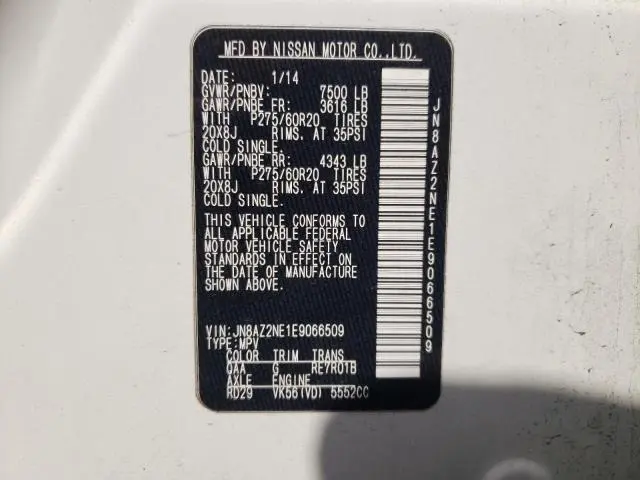 MFD BY NISSAN MOTOR CO.,LTD.
DATE: 1/14
GVWR/PNBV: 7500 LB
GAWR/PNBE FR: 3616 LB
WITH P275/60R20 TIRES
20X8J RIMS. AT 35PSI
COLD SINGLE.
GAWR/PNBE RR: 4343 LB
WITH P275/60R20 TIRES
20X8J RIMS. AT 35PSI
COLD SINGLE.
THIS VEHICLE CONFORMS TO
ALL APPLICABLE FEDERAL
MOTOR VEHICLE SAFETY
STANDARDS IN EFFECT ON
THE DATE OF MANUFACTURE
SHOWN ABOVE.
VIN:JN8AZ2NE1E9066509
TYPE:MPV
COLOR TRIM TRANS
QAA G RE7R01B
AXLE ENGINE
RD29 VK56(VD) 5552CC
JN8AZ2NE1E9066509